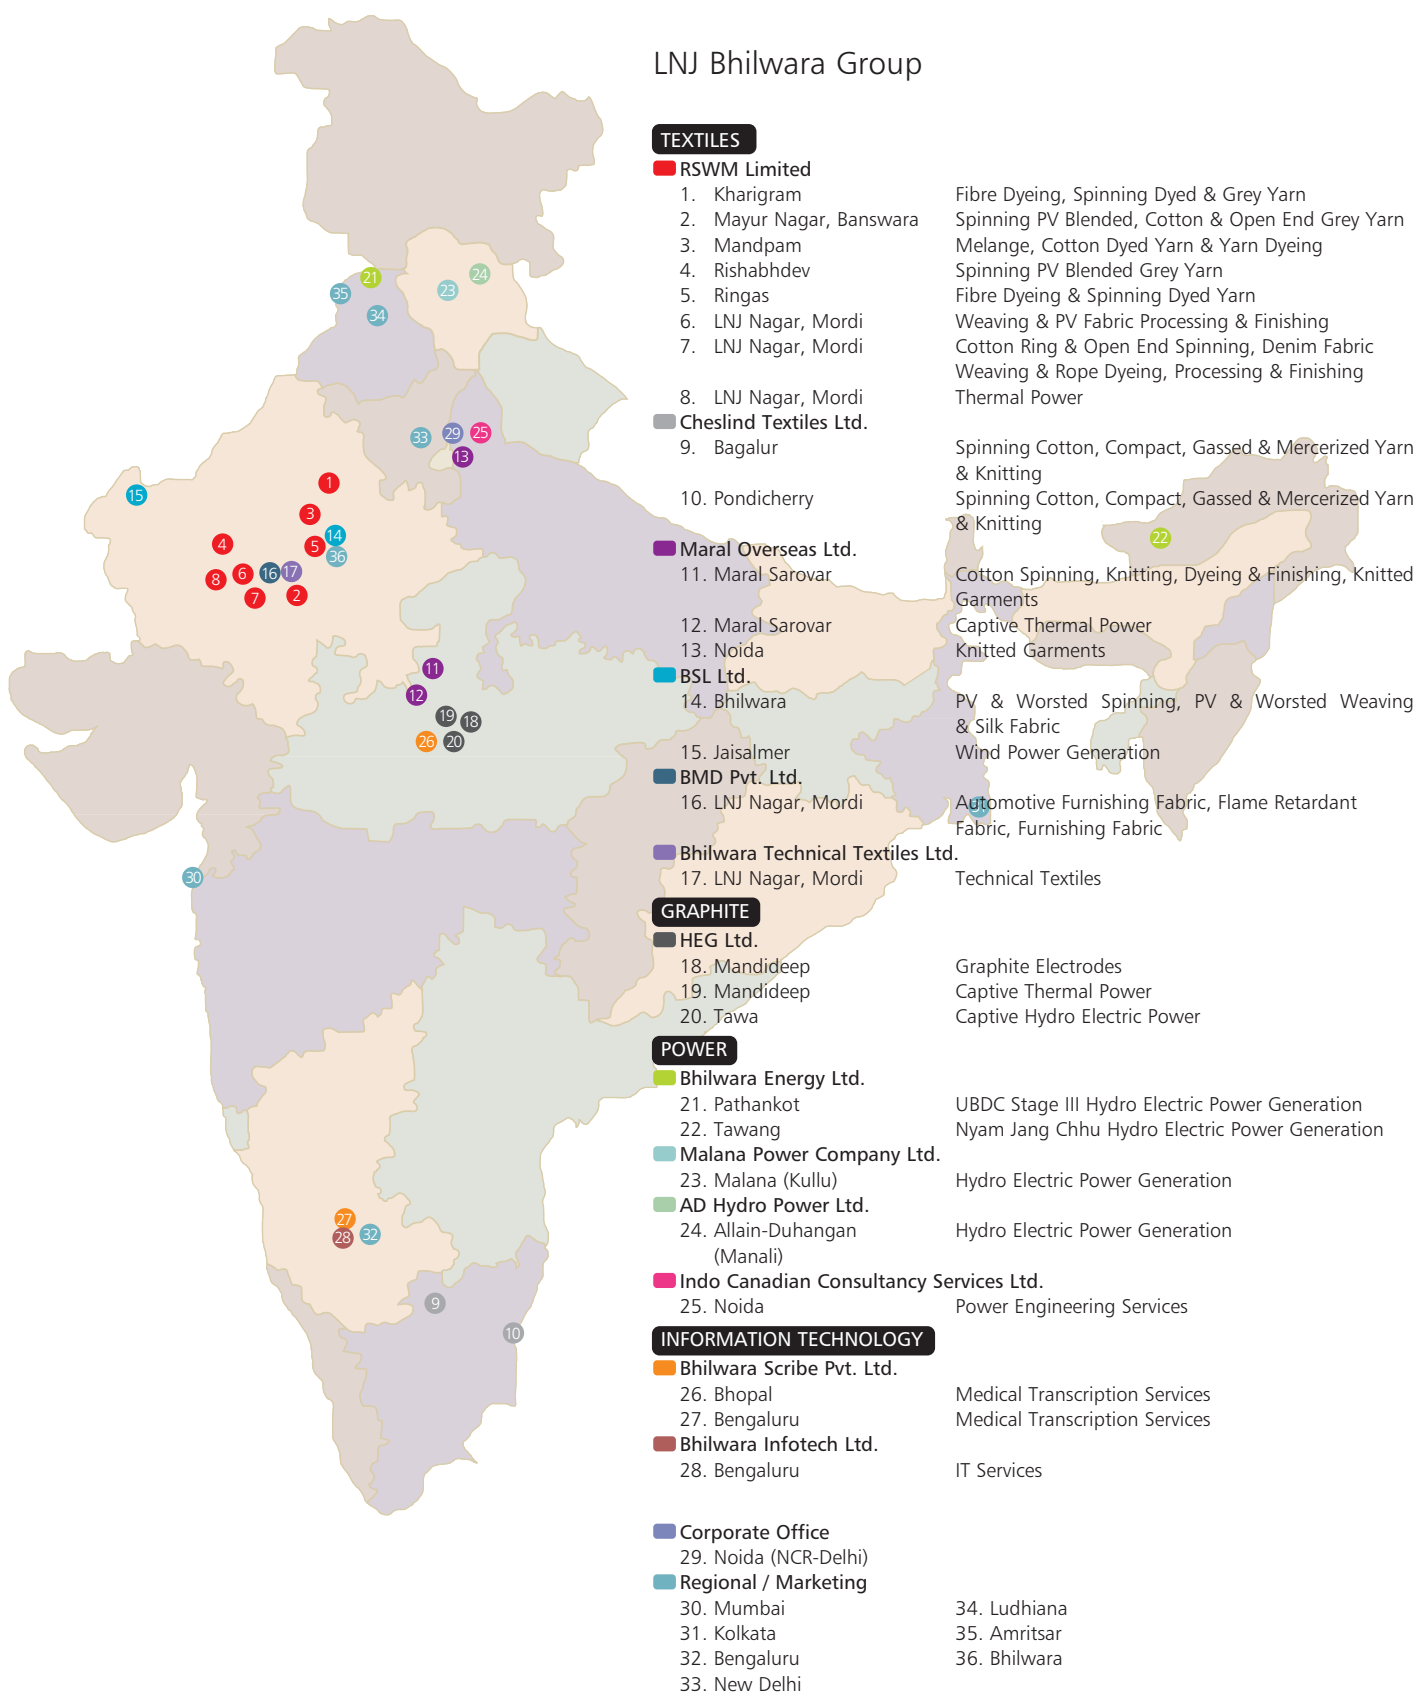 LNJ Bhilwara Group
TEXTILES
RSWM Limited
1. Kharigram Fibre Dyeing, Spinning Dyed & Grey Yarn
2. Mayur Nagar, Banswara Spinning PV Blended, Cotton & Open End Grey Yarn
3. Mandpam Melange, Cotton Dyed Yarn & Yarn Dyeing
4. Rishabhdev Spinning PV Blended Grey Yarn
5. Ringas Fibre Dyeing & Spinning Dyed Yarn
6. LNJ Nagar, Mordi Weaving & PV Fabric Processing & Finishing
7. LNJ Nagar, Mordi Cotton Ring & Open End Spinning, Denim Fabric
Weaving & Rope Dyeing, Processing & Finishing
8. LNJ Nagar, Mordi Thermal Power
Cheslind Textiles Ltd.
9. Bagalur Spinning Cotton, Compact, Gassed & Mercerized Yarn
& Knitting
10. Pondicherry Spinning Cotton, Compact, Gassed & Mercerized Yarn
& Knitting
Maral Overseas Ltd.
11. Maral Sarovar Cotton Spinning, Knitting, Dyeing & Finishing, Knitted
Garments
12. Maral Sarovar Captive Thermal Power
13. Noida Knitted Garments
BSL Ltd.
14. Bhilwara PV & Worsted Spinning, PV & Worsted Weaving
& Silk Fabric
15. Jaisalmer Wind Power Generation
BMD Pvt. Ltd.
16. LNJ Nagar, Mordi Automotive Furnishing Fabric, Flame Retardant
Fabric, Furnishing Fabric
Bhilwara Technical Textiles Ltd.
17. LNJ Nagar, Mordi Technical Textiles
GRAPHITE
HEG Ltd.
18. Mandideep Graphite Electrodes
19. Mandideep Captive Thermal Power
20. Tawa Captive Hydro Electric Power
POWER
Bhilwara Energy Ltd.
21. Pathankot UBDC Stage III Hydro Electric Power Generation
22. Tawang Nyam Jang Chhu Hydro Electric Power Generation
Malana Power Company Ltd.
23. Malana (Kullu) Hydro Electric Power Generation
AD Hydro Power Ltd.
24. Allain-Duhangan Hydro Electric Power Generation
(Manali)
Indo Canadian Consultancy Services Ltd.
25. Noida Power Engineering Services
INFORMATION TECHNOLOGY
Bhilwara Scribe Pvt. Ltd.
26. Bhopal Medical Transcription Services
27. Bengaluru Medical Transcription Services
Bhilwara Infotech Ltd.
28. Bengaluru IT Services
Corporate Office
29. Noida (NCR-Delhi)
Regional / Marketing
30. Mumbai 34. Ludhiana
31. Kolkata 35. Amritsar
32. Bengaluru 36. Bhilwara
33. New Delhi
21
24
23
35
34
33
29
25
13
1
15
3
14
4
5
36
22
8
6
16
17
7
2
11
12
19
18
26
20
31
30
27
28
32
9
10